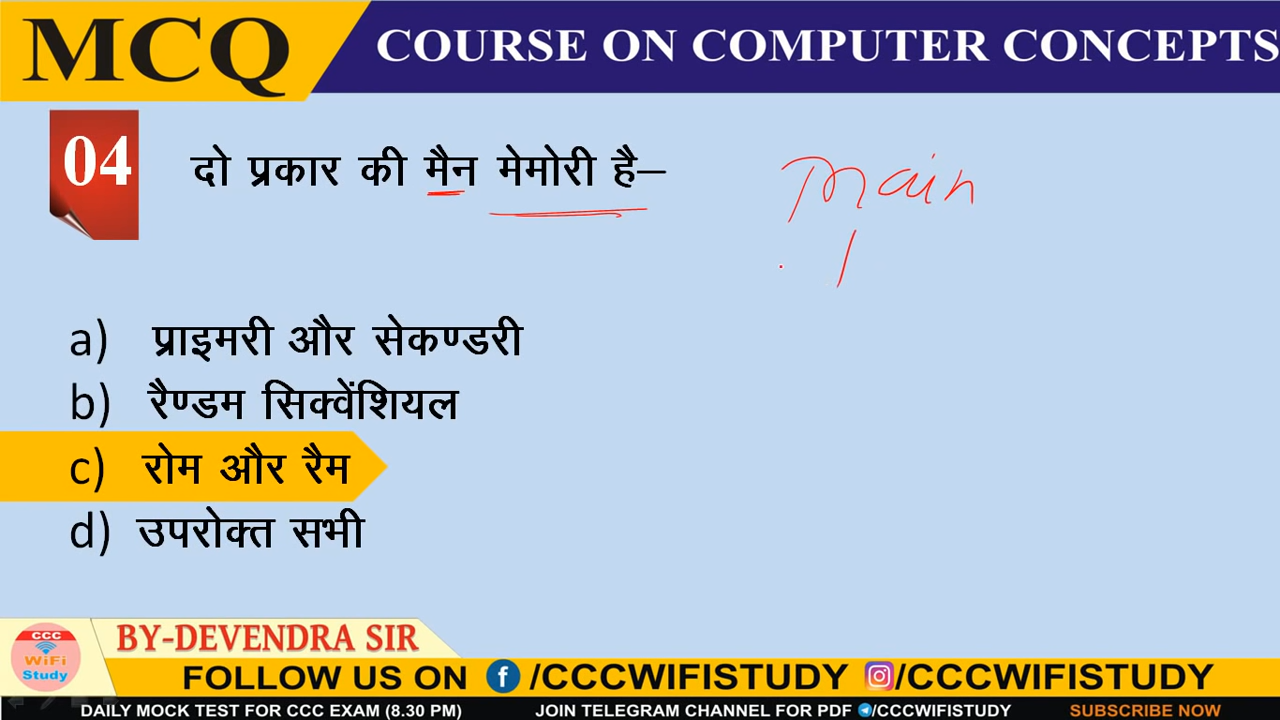 MCQ
COURSE ON COMPUTER CONCEPTS
04
दो प्रकार की मैन मेमोरी है–
main
a) प्राइमरी और सेकण्डरी
b) रैण्डम सिक्वेंशियल
c) रोम और रैम
d) उपरोक्त सभी
CCC
WiFi
Study
BY-DEVENDRA SIR
FOLLOW US ON /CCCWIFISTUDY /CCCWIFISTUDY
DAILY MOCK TEST FOR CCC EXAM (8.30 PM) JOIN TELEGRAM CHANNEL FOR PDF /CCCWIFISTUDY SUBSCRIBE NOW